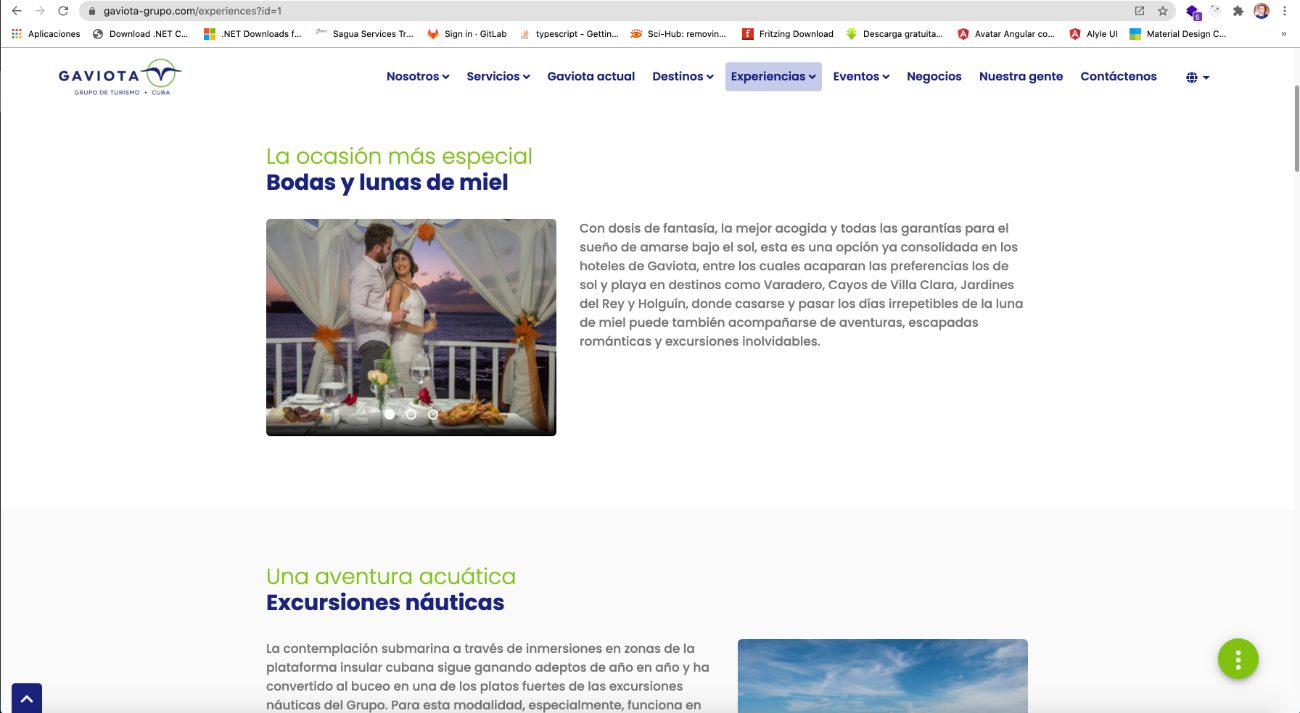 gaviota-grupo.com/experiences?id=1
Aplicaciones Download .NET C... .NET Downloads f... Sagua Services Tr... Sign in · GitLab typescript - Gettin... Sci-Hub: removin... Fritzing Download Descarga gratuita... Avatar Angular co... Alyle UI Material Design C... »
GAVIOTA
GRUPO DE TURISMO • CUBA
Nosotros Servicios Gaviota actual Destinos Experiencias Eventos Negocios Nuestra gente Contáctenos
La ocasión más especial
Bodas y lunas de miel
Con dosis de fantasía, la mejor acogida y todas las garantías para el
sueño de amarse bajo el sol, esta es una opción ya consolidada en los
hoteles de Gaviota, entre los cuales acaparan las preferencias los de
sol y playa en destinos como Varadero, Cayos de Villa Clara, Jardines
del Rey y Holguín, donde casarse y pasar los días irrepetibles de la luna
de miel puede también acompañarse de aventuras, escapadas
románticas y excursiones inolvidables.
Una aventura acuática
Excursiones náuticas
La contemplación submarina a través de inmersiones en zonas de la
plataforma insular cubana sigue ganando adeptos de año en año y ha
convertido al buceo en una de los platos fuertes de las excursiones
náuticas del Grupo. Para esta modalidad, especialmente, funciona en